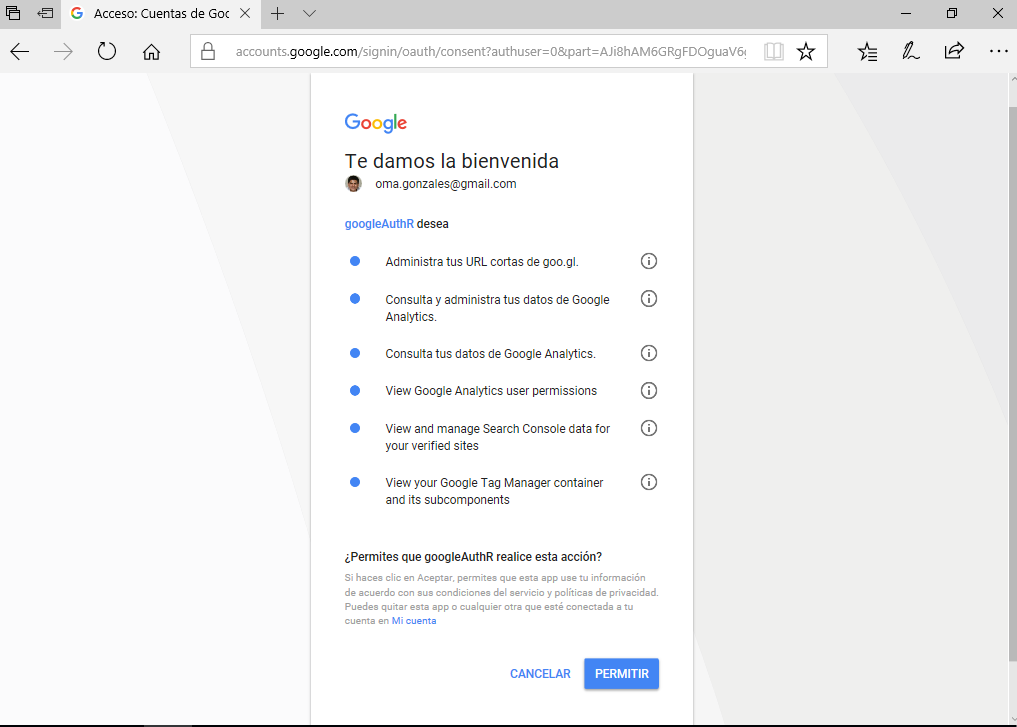 Acceso: Cuentas de Goo
accounts.google.com/signin/oauth/consent?authuser=0&part=AJi8hAM6GRgFDOguaV6
Google
Te damos la bienvenida
oma.gonzales@gmail.com
googleAuthR desea
Administra tus URL cortas de goo.gl.
Consulta y administra tus datos de Google
Analytics.
Consulta tus datos de Google Analytics.
View Google Analytics user permissions
View and manage Search Console data for
your verified sites
View your Google Tag Manager container
and its subcomponents
¿Permites que googleAuthR realice esta acción?
Si haces clic en Aceptar, permites que esta app use tu información
de acuerdo con sus condiciones del servicio y políticas de privacidad.
Puedes quitar esta app o cualquier otra que esté conectada a tu
cuenta en Mi cuenta
CANCELAR PERMITIR